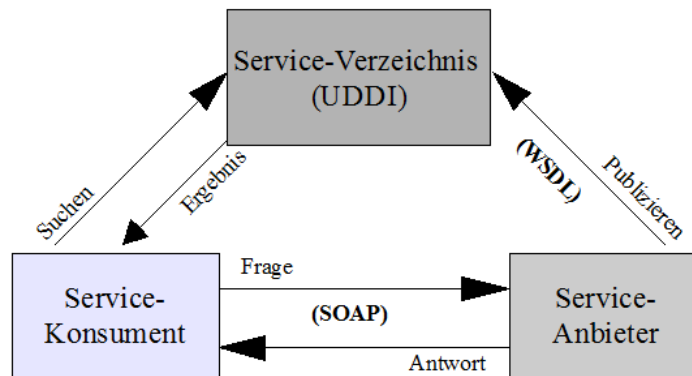 Service-Verzeichnis
(UDDI)
Suchen
Ergebnis
(WSDL)
Publizieren
Service-
Konsument
Frage
(SOAP)
Antwort
Service-
Anbieter